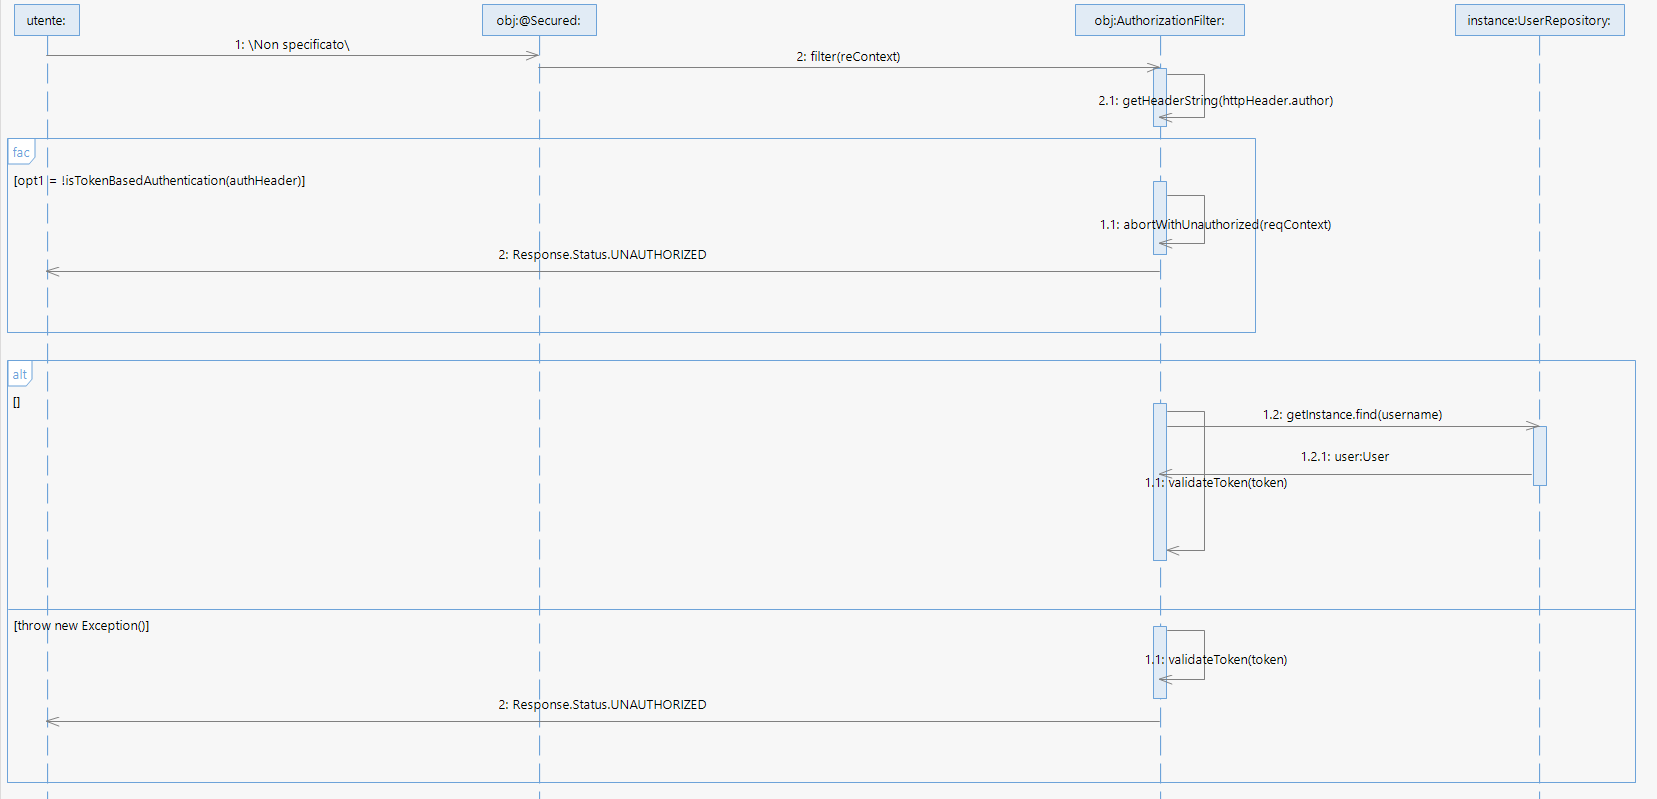 utente:
obj:@Secured:
obj:AuthorizationFilter:
instance:UserRepository:
1: \Non specificato\
2: filter(reContext)
2.1: getHeaderString(httpHeader.author)
fac
[opt1 = !isTokenBasedAuthentication(authHeader)]
1.1: abortWithUnauthorized(reqContext)
2: Response.Status.UNAUTHORIZED
alt
[]
1.2: getInstance.find(username)
1.2.1: user:User
1.1: validateToken(token)
[throw new Exception()]
1.1: validateToken(token)
2: Response.Status.UNAUTHORIZED